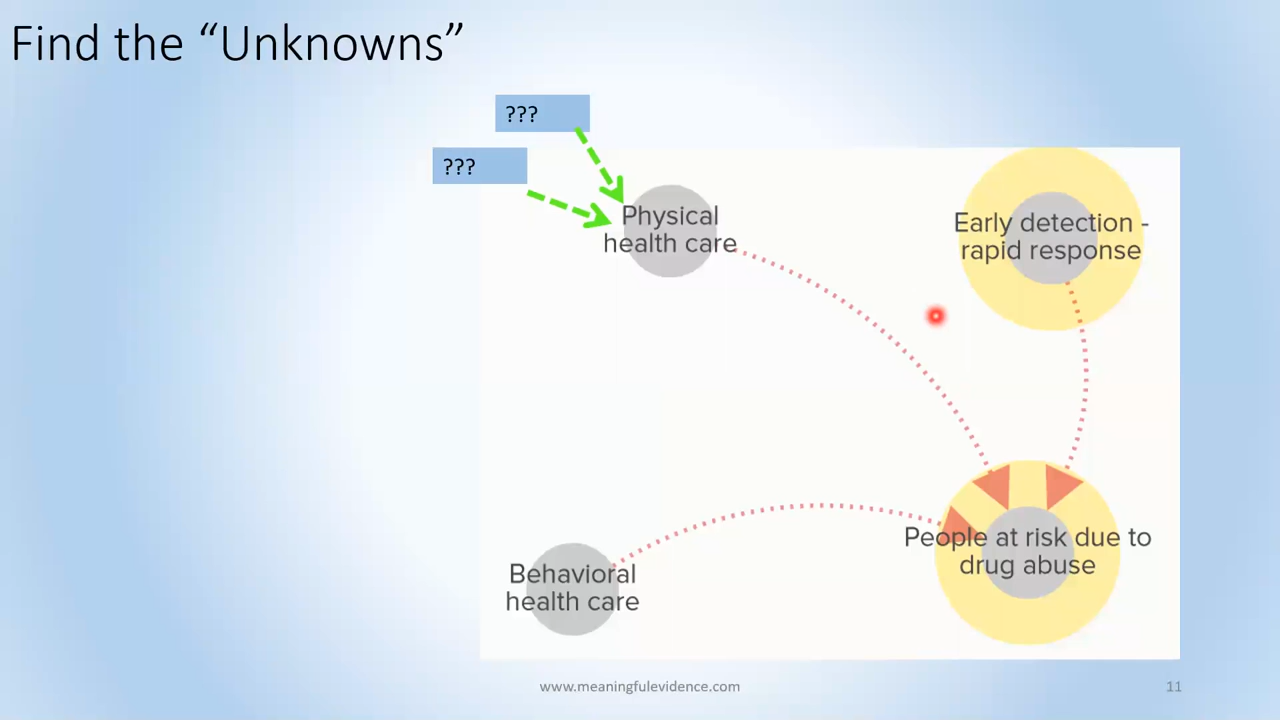 Find the “Unknowns”
???
???
Physical
health care
Early detection -
rapid response
People at risk due to
drug abuse
Behavioral
health care
www.meaningfulevidence.com
11